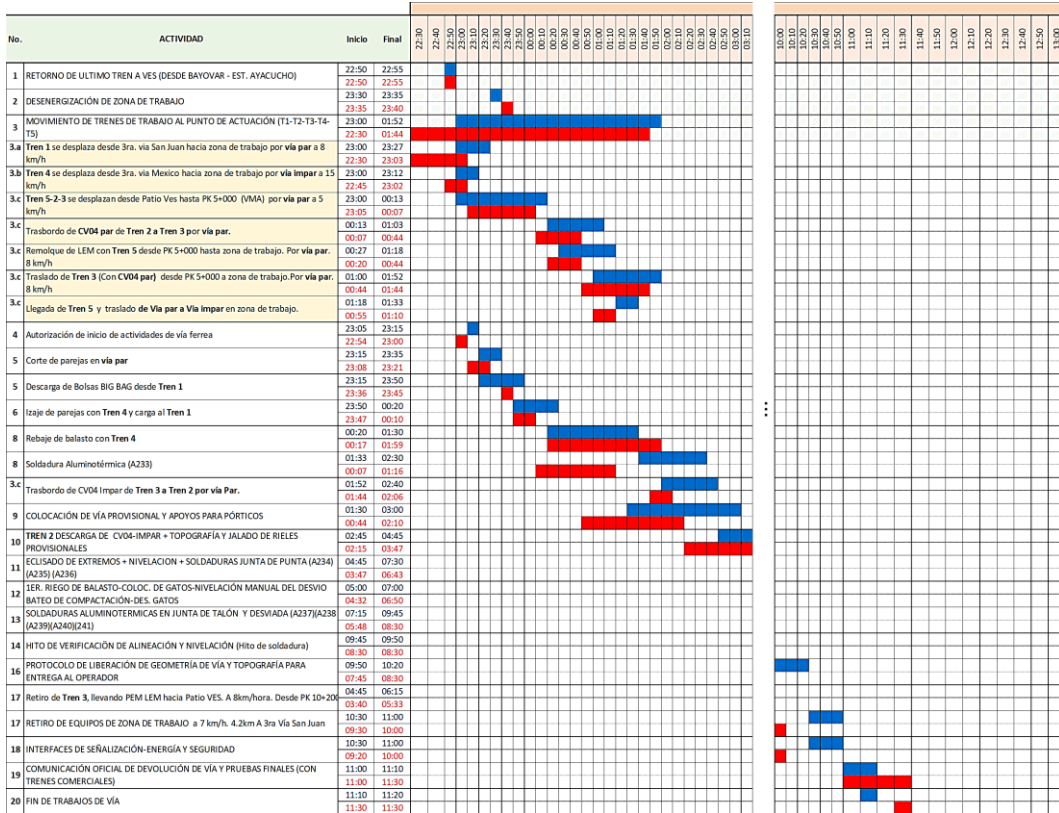 No. ACTIVIDAD Inicio Final 22:30 22:40 22:50 23:00 23:10 23:20 23:30 23:40 23:50 00:00 00:10 00:20 00:30 00:40 00:50 01:00 01:10 01:20 01:30 01:40 01:50 02:00 02:10 02:20 02:30 02:40 02:50 03:00 03:10 10:00 10:10 10:20 10:30 10:40 10:50 11:00 11:10 11:20 11:30 11:40 11:50 12:00 12:10 12:20 12:30 12:40 12:50 13:00
1 RETORNO DE ULTIMO TREN A VES (DESDE BAYOVAR - EST. AYACUCHO) 22:50 22:55
22:50 22:55
2 DESENERGIZACIÓN DE ZONA DE TRABAJO 23:30 23:35
23:35 23:40
3 MOVIMIENTO DE TRENES DE TRABAJO AL PUNTO DE ACTUACIÓN (T1-T2-T3-T4- 23:00 01:52
T5) 22:30 01:44
3.a Tren 1 se desplaza desde 3ra. via San Juan hacia zona de trabajo por vía par a 8 23:00 23:27
km/h 22:30 23:03
3.b Tren 4 se desplaza desde 3ra. via Mexico hacia zona de trabajo por vía impar a 15 23:00 23:12
km/h 22:45 23:02
3.c Tren 5-2-3 se desplazan desde Patio Ves hasta PK 5+000 (VMA) por vía par a 5 23:00 00:13
km/h 23:05 00:07
3.c Trasbordo de CV04 par de Tren 2 a Tren 3 por vía par. 00:13 01:03
00:07 00:44
3.c Remolque de LEM con Tren 5 desde PK 5+000 hasta zona de trabajo. Por vía par. 00:27 01:18
8 km/h 00:20 00:44
3.c Traslado de Tren 3 (Con CV04 par) desde PK 5+000 a zona de trabajo.Por vía par. 01:00 01:52
8 km/h 00:44 01:44
3.c Llegada de Tren 5 y traslado de Via par a Via impar en zona de trabajo. 01:18 01:33
00:55 01:10
4 Autorización de inicio de actividades de vía ferrea 23:05 23:15
22:54 23:00
5 Corte de parejas en vía par 23:15 23:35
23:08 23:21
5 Descarga de Bolsas BIG BAG desde Tren 1 23:15 23:50
23:36 23:45
6 Izaje de parejas con Tren 4 y carga al Tren 1 23:50 00:20
23:47 00:10
8 Rebaje de balasto con Tren 4 00:20 01:30
00:17 01:59
8 Soldadura Aluminotérmica (A233) 01:33 02:30
00:07 01:16
3.c Trasbordo de CV04 Impar de Tren 3 a Tren 2 por vía Par. 01:52 02:40
01:44 02:06
9 COLOCACIÓN DE VÍA PROVISIONAL Y APOYOS PARA PÓRTICOS 01:30 03:00
00:44 02:10
10 TREN 2 DESCARGA DE CV04-IMPAR + TOPOGRAFÍA Y JALADO DE RIELES 02:45 04:45
PROVISIONALES 02:15 03:47
11 ECLISADO DE EXTREMOS + NIVELACION + SOLDADURAS JUNTA DE PUNTA (A234) 04:45 07:30
(A235) (A236) 03:47 06:43
12 1ER. RIEGO DE BALASTO-COLOC. DE GATOS-NIVELACIÓN MANUAL DEL DESVIO 05:00 07:00
BATEO DE COMPACTACIÓN-DES. GATOS 04:32 06:50
13 SOLDADURAS ALUMINOTERMICAS EN JUNTA DE TALÓN Y DESVIADA (A237)(A238 07:15 09:45
(A239)(A240)(241) 05:48 08:30
14 HITO DE VERIFICACIÓN DE ALINEACIÓN Y NIVELACIÓN (Hito de soldadura) 09:45 09:50
08:30 08:30
16 PROTOCOLO DE LIBERACIÓN DE GEOMETRÍA DE VÍA Y TOPOGRAFÍA PARA 09:50 10:20
ENTREGA AL OPERADOR 07:45 08:30
17 Retiro de Tren 3, llevando PEM LEM hacia Patio VES. A 8km/hora. Desde PK 10+200 04:45 06:15
03:40 05:33
17 RETIRO DE EQUIPOS DE ZONA DE TRABAJO a 7 km/h. 4.2km A 3ra Vía San Juan 10:30 11:00
09:30 10:00
18 INTERFACES DE SEÑALIZACIÓN-ENERGÍA Y SEGURIDAD 10:30 11:00
09:20 10:00
19 COMUNICACIÓN OFICIAL DE DEVOLUCIÓN DE VÍA Y PRUEBAS FINALES (CON 11:00 11:10
TRENES COMERCIALES) 11:00 11:30
20 FIN DE TRABAJOS DE VÍA 11:10 11:20
11:30 11:30